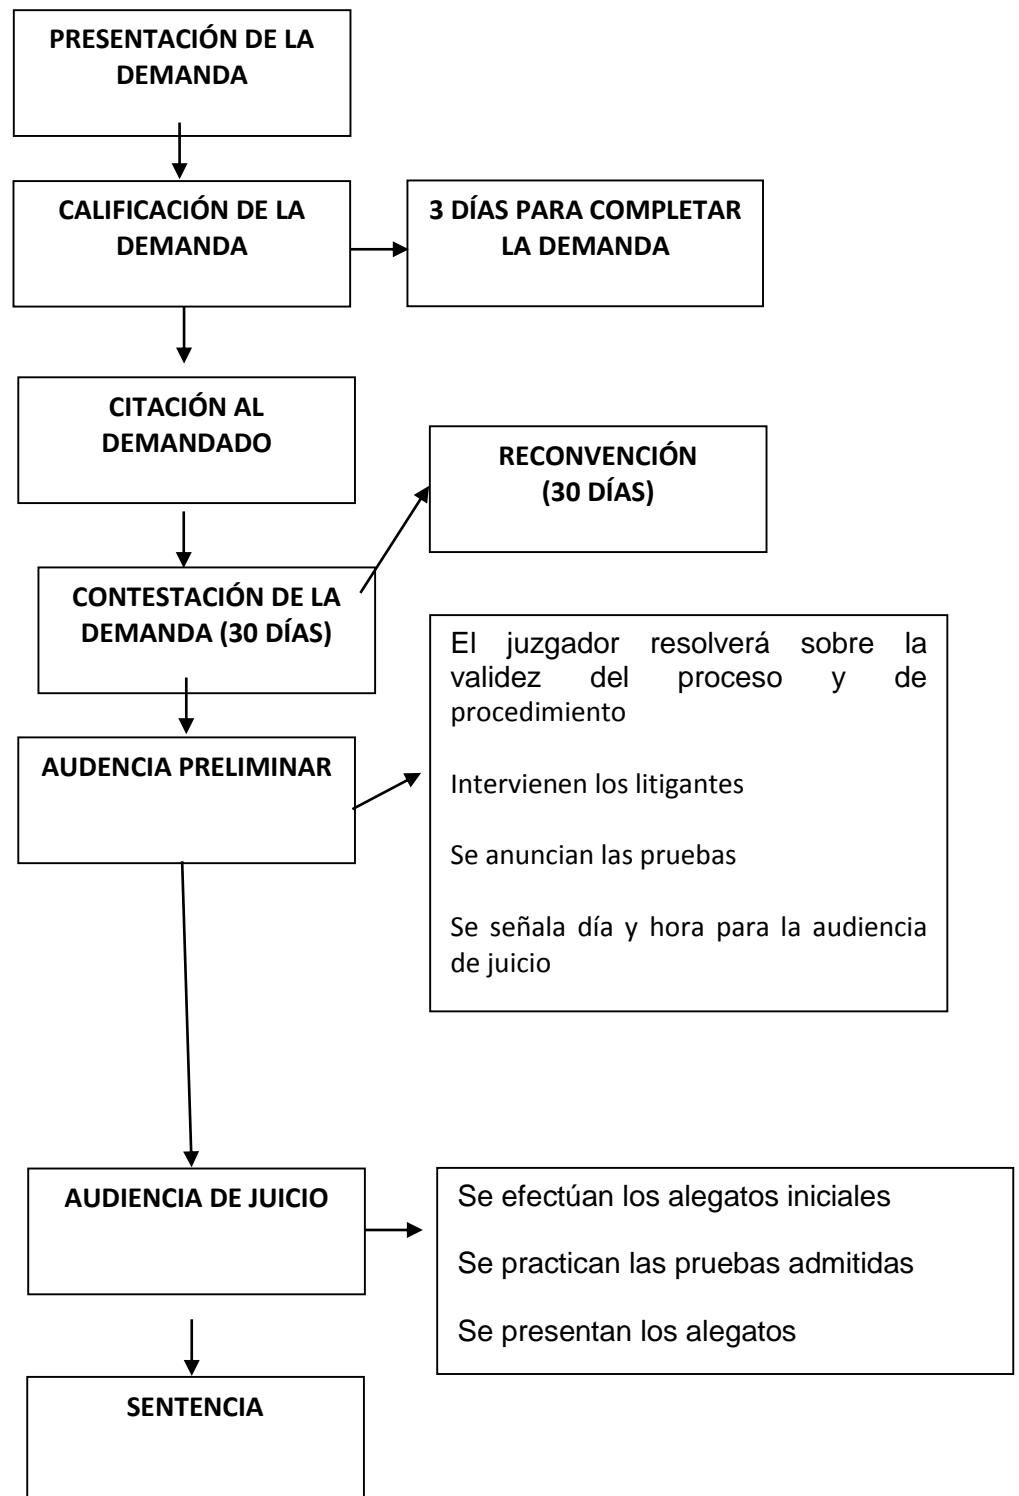 PRESENTACIÓN DE LA
DEMANDA
CALIFICACIÓN DE LA
DEMANDA
3 DÍAS PARA COMPLETAR
LA DEMANDA
CITACIÓN AL
DEMANDADO
RECONVENCIÓN
(30 DÍAS)
CONTESTACIÓN DE LA
DEMANDA (30 DÍAS)
El juzgador resolverá sobre la
validez del proceso y de
procedimiento
Intervienen los litigantes
Se anuncian las pruebas
Se señala día y hora para la audiencia
de juicio
AUDENCIA PRELIMINAR
AUDIENCIA DE JUICIO
Se efectúan los alegatos iniciales
Se practican las pruebas admitidas
Se presentan los alegatos
SENTENCIA